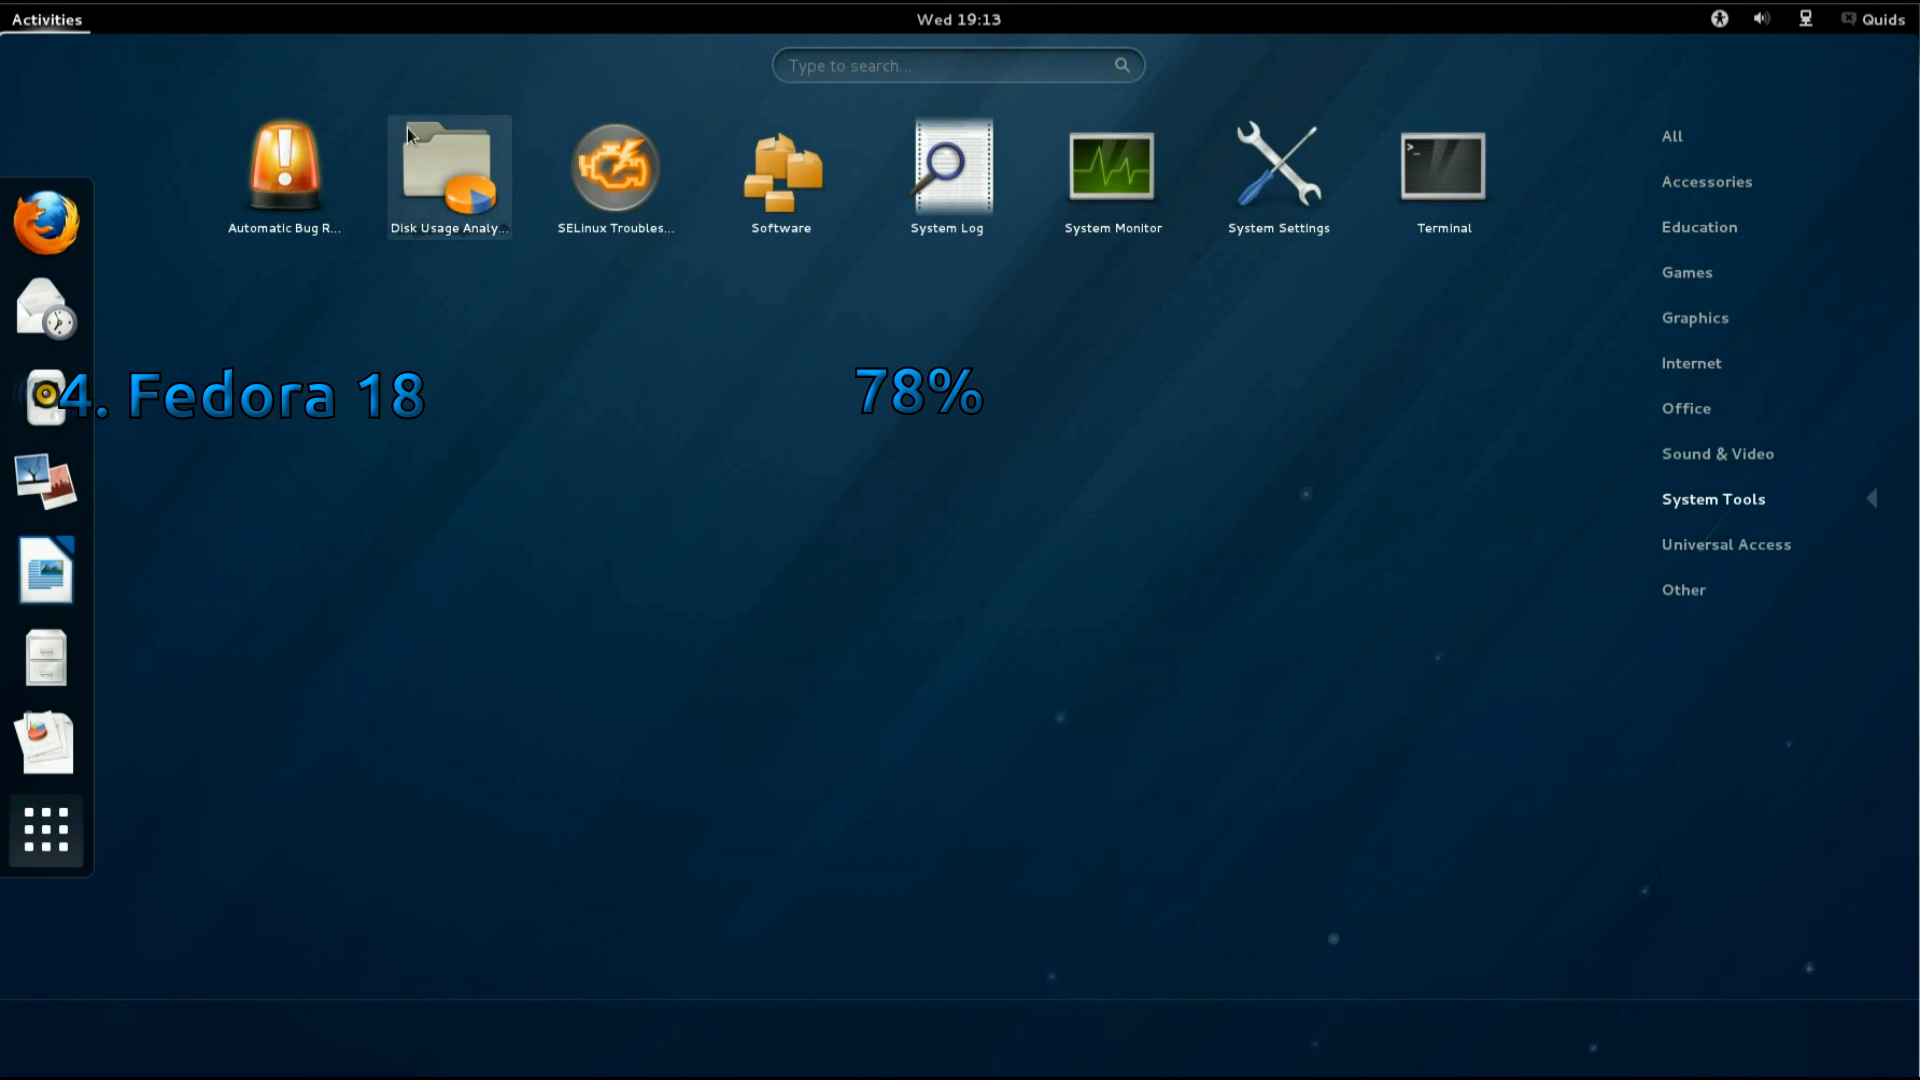 Activities
Wed 19:13
Quids
Type to search...
Automatic Bug R...
Disk Usage Analy...
SELinux Troubles...
Software
System Log
System Monitor
System Settings
Terminal
All
Accessories
Education
Games
Graphics
Internet
Office
Sound & Video
System Tools
Universal Access
Other
4. Fedora 18
78%